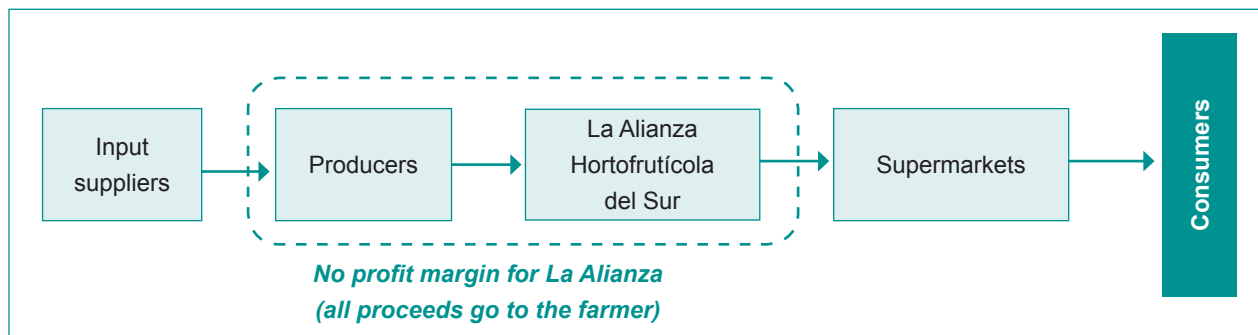 Input
suppliers
Producers
La Alianza
Hortofrutícola
del Sur
Supermarkets
Consumers
No profit margin for La Alianza
(all proceeds go to the farmer)